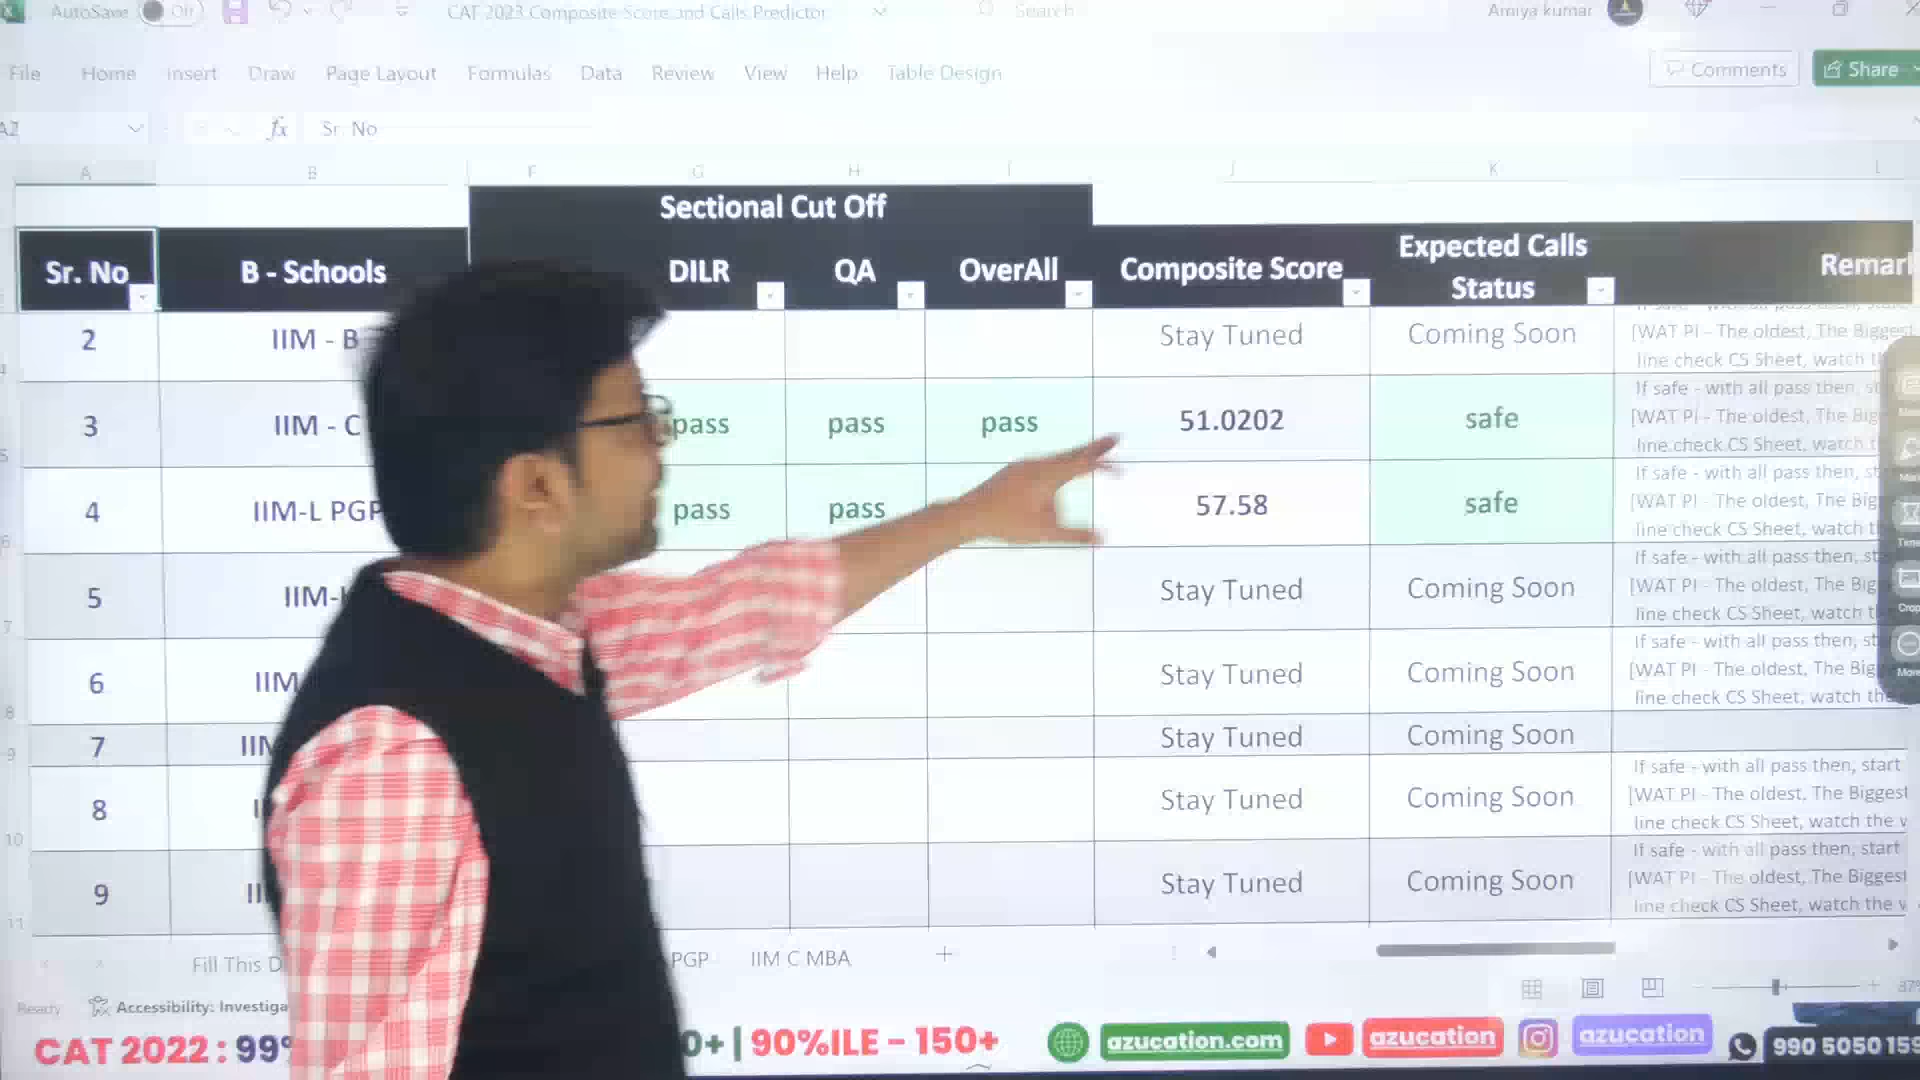 AutoSave Off CAT 2023 Composite Score and Calls Predictor Search Amiya kumar
File Home Insert Draw Page Layout Formulas Data Review View Help Table Design Comments Share
A2 fx Sr. No
A B F G H I J K L
Sectional Cut Off
Sr. No B - Schools DILR QA OverAll Composite Score Expected Calls Status Remar
2 IIM - B Stay Tuned Coming Soon
[WAT PI - The oldest, The Biggest
line check CS Sheet, watch t
3 IIM - C pass pass pass 51.0202 safe
If safe - with all pass then, st
[WAT PI - The oldest, The Big
line check CS Sheet, watch t
4 IIM-L PGP pass pass 57.58 safe
If safe - with all pass then, st
[WAT PI - The oldest, The Big
line check CS Sheet, watch t
5 IIM- Stay Tuned Coming Soon
If safe - with all pass then, st
[WAT PI - The oldest, The Big
line check CS Sheet, watch t
6 IIM Stay Tuned Coming Soon
If safe - with all pass then, st
[WAT PI - The oldest, The Big
line check CS Sheet, watch the
7 IIM Stay Tuned Coming Soon
8 Stay Tuned Coming Soon
If safe - with all pass then, start
[WAT PI - The oldest, The Biggest
line check CS Sheet, watch the v
9 Stay Tuned Coming Soon
If safe - with all pass then, start
[WAT PI - The oldest, The Biggest
line check CS Sheet, watch the v
Fill This D PGP IIM C MBA +
Ready Accessibility: Investiga 87%
CAT 2022 : 99% 0+ | 90%ILE - 150+ azucation.com azucation azucation 990 5050 159